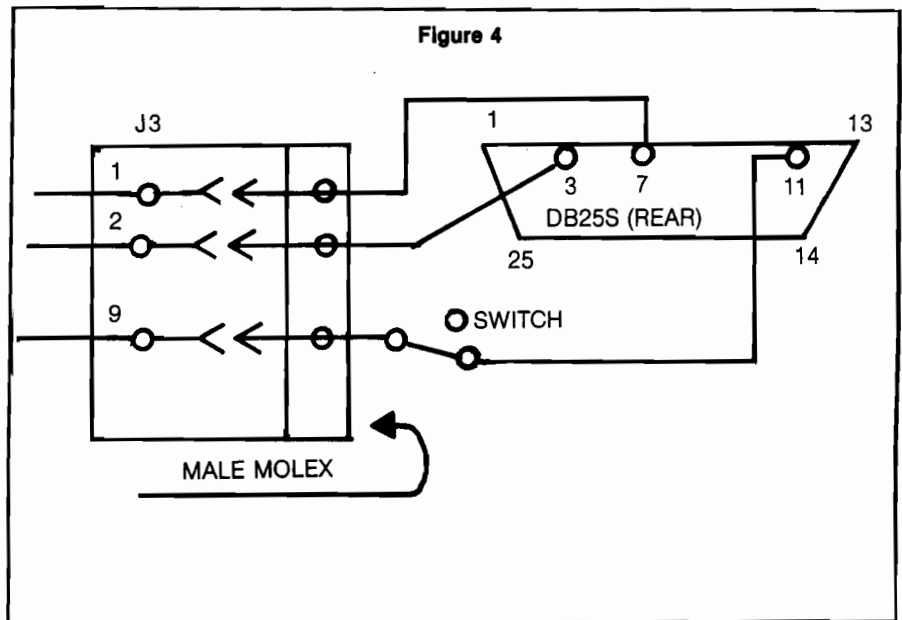 Figure 4
J3
1
13
1
2
3
7
11
DB25S (REAR)
25
14
9
SWITCH
MALE MOLEX